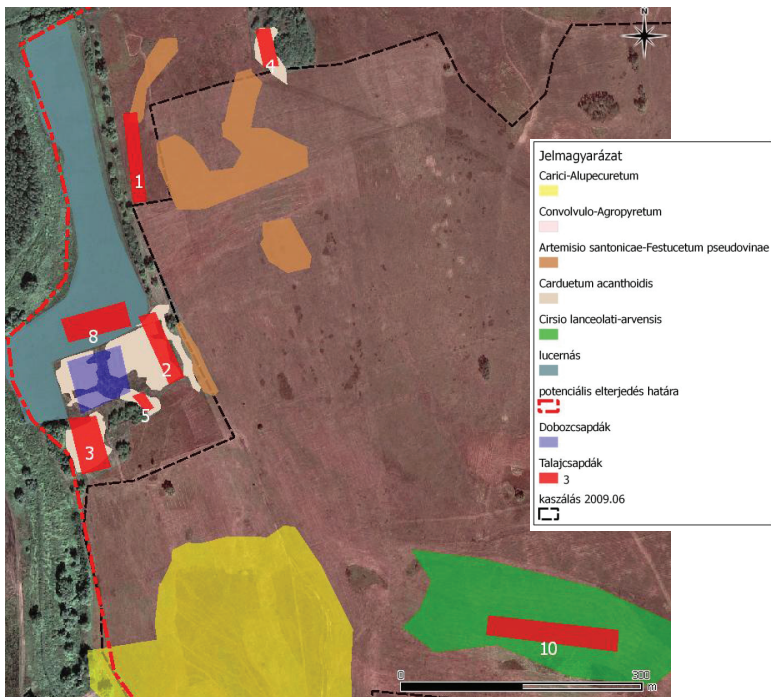 N
4
1
8
2
5
3
10
0
300
m
Jelmagyarázat
Carici-Alupecuretum
Convolvulo-Agropyretum
Artemisio santonicae-Festucetum pseudovinae
Carduetum acanthoidis
Cirsio lanceolati-arvensis
lucernás
potenciális elterjedés határa
Dobozcsapdák
Talajcsapdák
3
kaszálás 2009.06